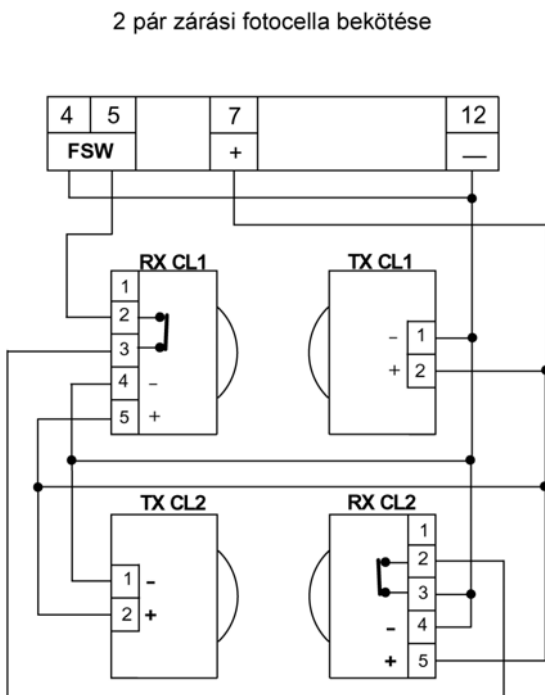 2 pár zárási fotocella bekötése
4 5 7 12
FSW + —
RX CL1 TX CL1
1
2
3
4 -
5 +
- 1
+ 2
TX CL2 RX CL2
1 -
2 +
1
2
3
- 4
+ 5